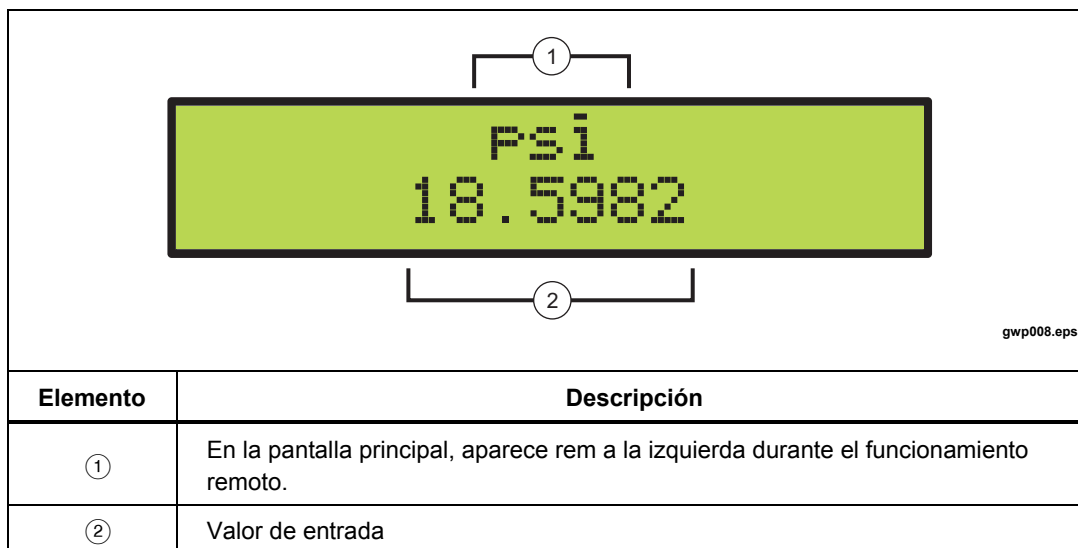 ①
psi
18.5982
②
gwp008.eps
Elemento Descripción
① En la pantalla principal, aparece rem a la izquierda durante el funcionamiento
remoto.
② Valor de entrada